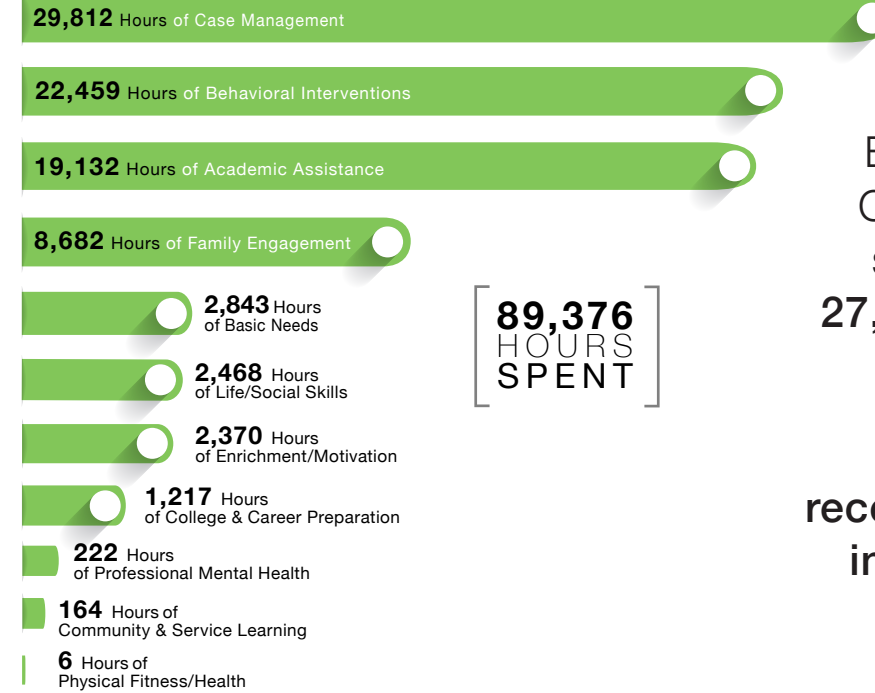 29,812 Hours of Case Management
22,459 Hours of Behavioral Interventions
19,132 Hours of Academic Assistance
8,682 Hours of Family Engagement
2,843 Hours
of Basic Needs
2,468 Hours
of Life/Social Skills
2,370 Hours
of Enrichment/Motivation
1,217 Hours
of College & Career Preparation
222 Hours
of Professional Mental Health
164 Hours of
Community & Service Learning
6 Hours of
Physical Fitness/Health
89,376
HOURS
SPENT
27,